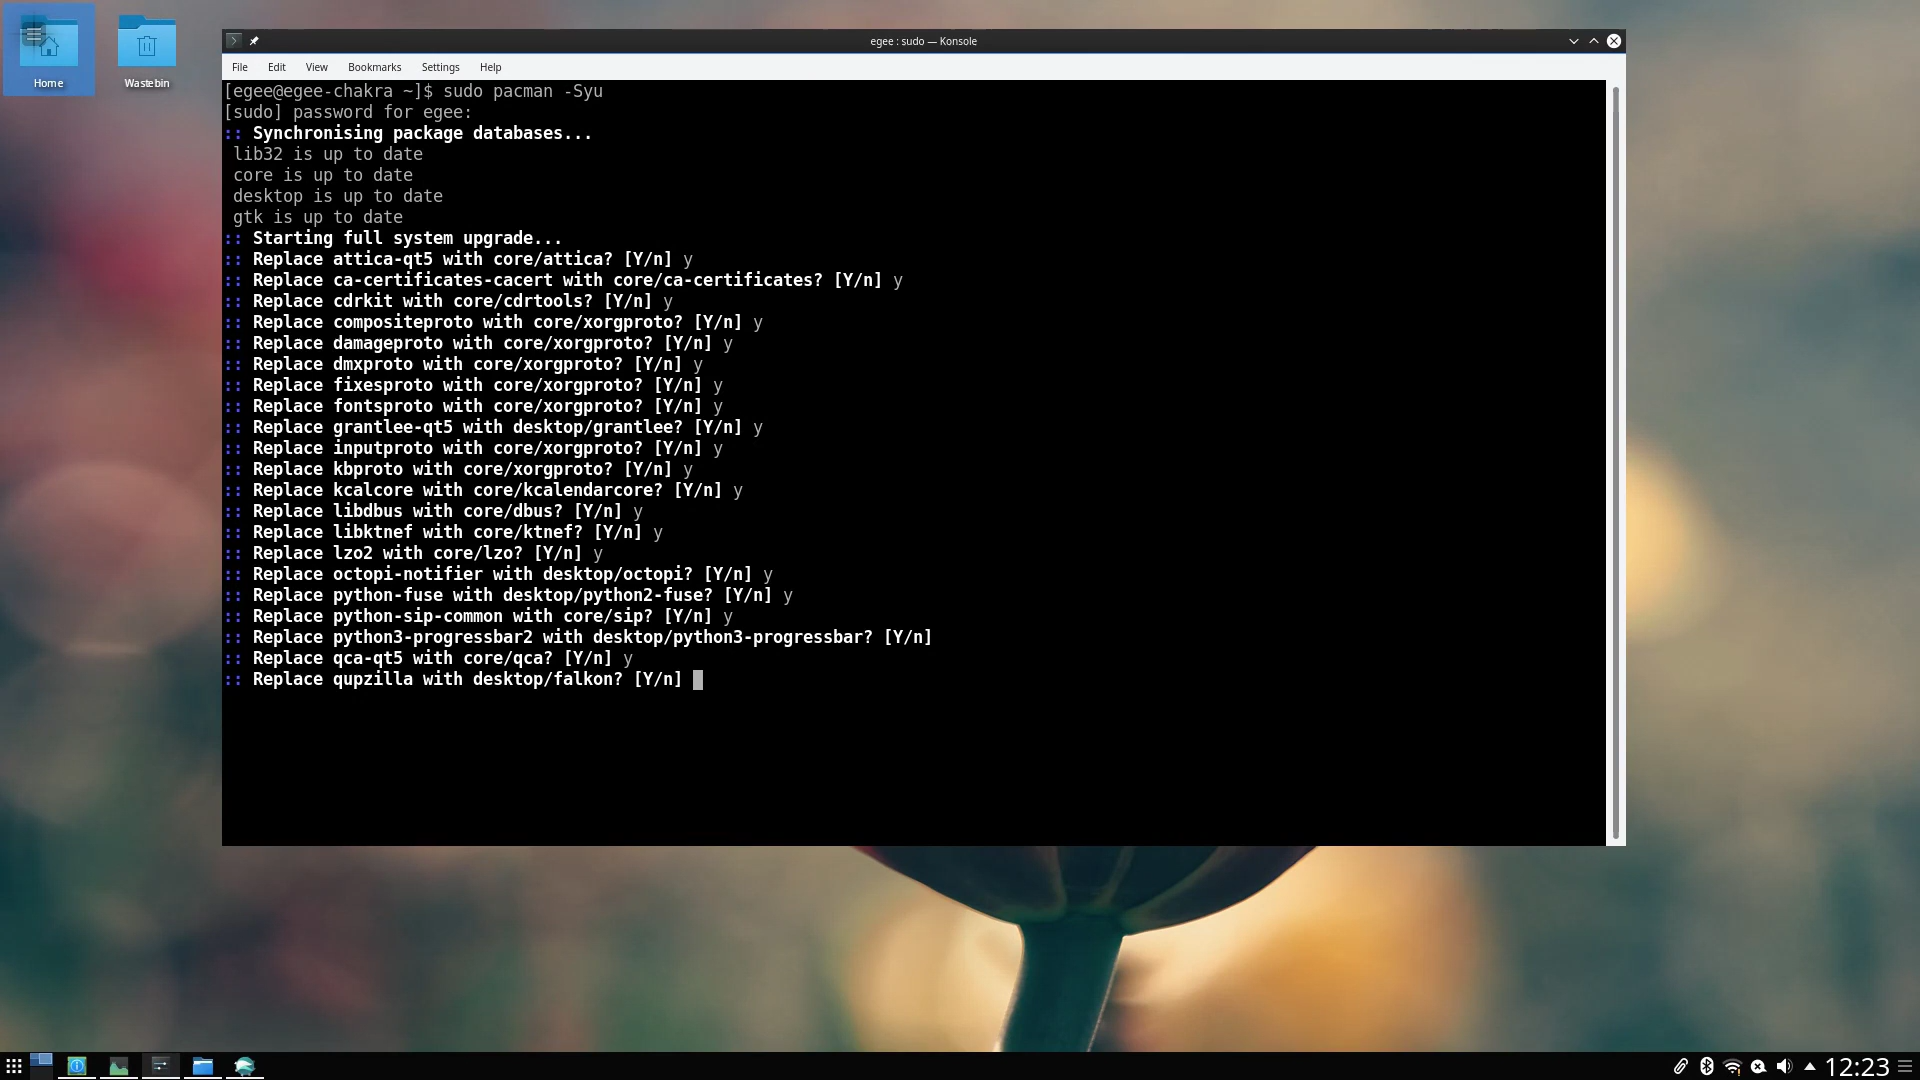 Home
Wastebin
egee : sudo — Konsole
File Edit View Bookmarks Settings Help
[egee@egee-chakra ~]$ sudo pacman -Syu
[sudo] password for egee:
:: Synchronising package databases...
lib32 is up to date
core is up to date
desktop is up to date
gtk is up to date
:: Starting full system upgrade...
:: Replace attica-qt5 with core/attica? [Y/n] y
:: Replace ca-certificates-cacert with core/ca-certificates? [Y/n] y
:: Replace cdrkit with core/cdrtools? [Y/n] y
:: Replace compositeproto with core/xorgproto? [Y/n] y
:: Replace damageproto with core/xorgproto? [Y/n] y
:: Replace dmxproto with core/xorgproto? [Y/n] y
:: Replace fixesproto with core/xorgproto? [Y/n] y
:: Replace fontsproto with core/xorgproto? [Y/n] y
:: Replace grantlee-qt5 with desktop/grantlee? [Y/n] y
:: Replace inputproto with core/xorgproto? [Y/n] y
:: Replace kbproto with core/xorgproto? [Y/n] y
:: Replace kcalcore with core/kcalendarcore? [Y/n] y
:: Replace libdbus with core/dbus? [Y/n] y
:: Replace libktnef with core/ktnef? [Y/n] y
:: Replace lzo2 with core/lzo? [Y/n] y
:: Replace octopi-notifier with desktop/octopi? [Y/n] y
:: Replace python-fuse with desktop/python2-fuse? [Y/n] y
:: Replace python-sip-common with core/sip? [Y/n] y
:: Replace python3-progressbar2 with desktop/python3-progressbar? [Y/n]
:: Replace qca-qt5 with core/qca? [Y/n] y
:: Replace qupzilla with desktop/falkon? [Y/n]
12:23